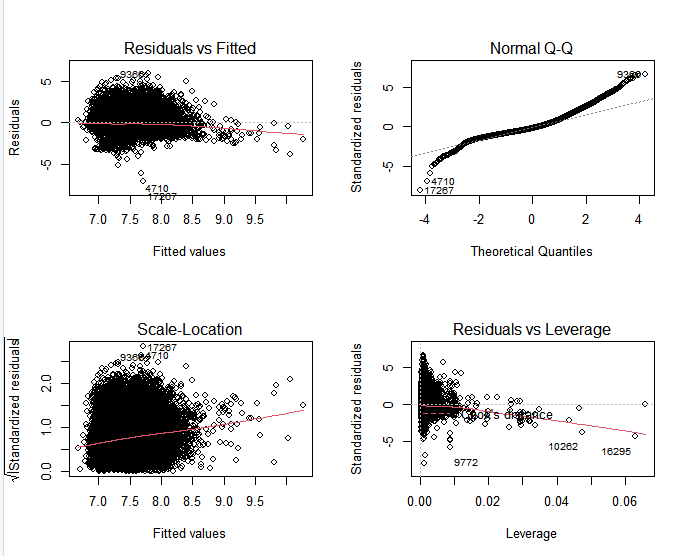 Residuals vs Fitted
Residuals
5
0
-5
4710
17267
7.0 7.5 8.0 8.5 9.0 9.5
Fitted values
Normal Q-Q
Standardized residuals
5
0
-5
4710
17267
-4 -2 0 2 4
Theoretical Quantiles
Scale-Location
√|Standardized residuals|
2.0
1.0
0.0
17267
4710
7.0 7.5 8.0 8.5 9.0 9.5
Fitted values
Residuals vs Leverage
Standardized residuals
5
0
-5
Cook's distance
10262
16295
9772
0.00 0.02 0.04 0.06
Leverage